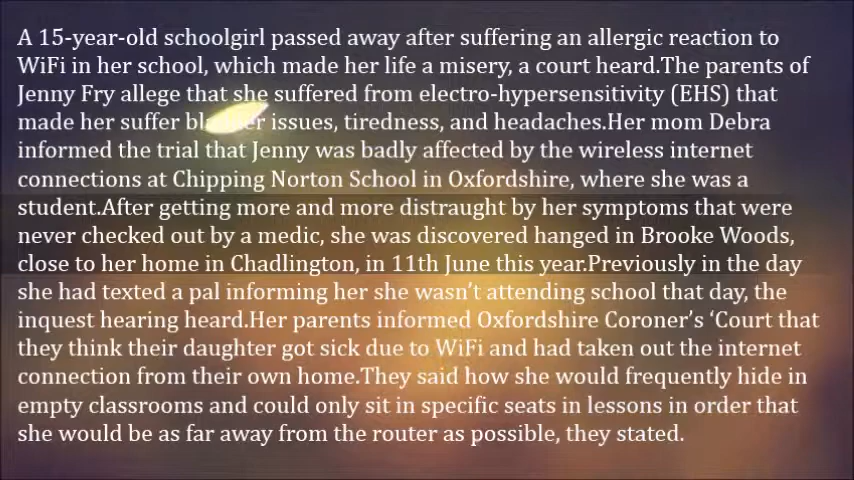 A 15-year-old schoolgirl passed away after suffering an allergic reaction to
WiFi in her school, which made her life a misery, a court heard.The parents of
Jenny Fry allege that she suffered from electro-hypersensitivity (EHS) that
made her suffer bladder issues, tiredness, and headaches.Her mom Debra
informed the trial that Jenny was badly affected by the wireless internet
connections at Chipping Norton School in Oxfordshire, where she was a
student.After getting more and more distraught by her symptoms that were
never checked out by a medic, she was discovered hanged in Brooke Woods,
close to her home in Chadlington, in 11th June this year.Previously in the day
she had texted a pal informing her she wasn’t attending school that day, the
inquest hearing heard.Her parents informed Oxfordshire Coroner’s ‘Court that
they think their daughter got sick due to WiFi and had taken out the internet
connection from their own home.They said how she would frequently hide in
empty classrooms and could only sit in specific seats in lessons in order that
she would be as far away from the router as possible, they stated.